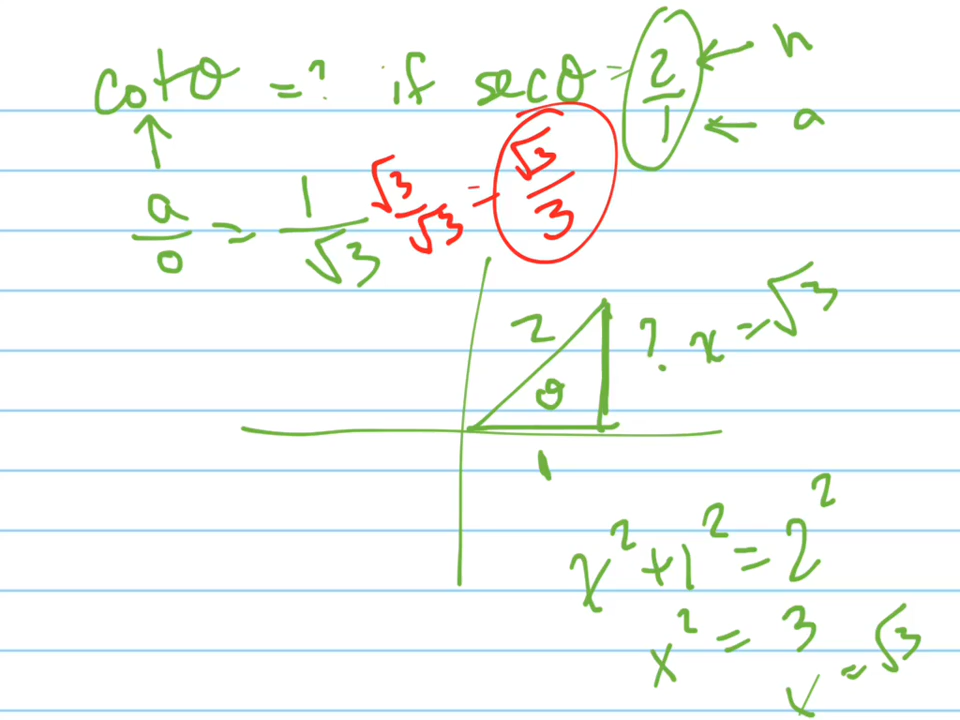 cotθ = ? if secθ = 2/1 ← h
← a
↑
a/o = 1/√3 √3/√3 = √3/3
2 ? x = √3
θ
1
x² + 1² = 2²
x² = 3
x = √3